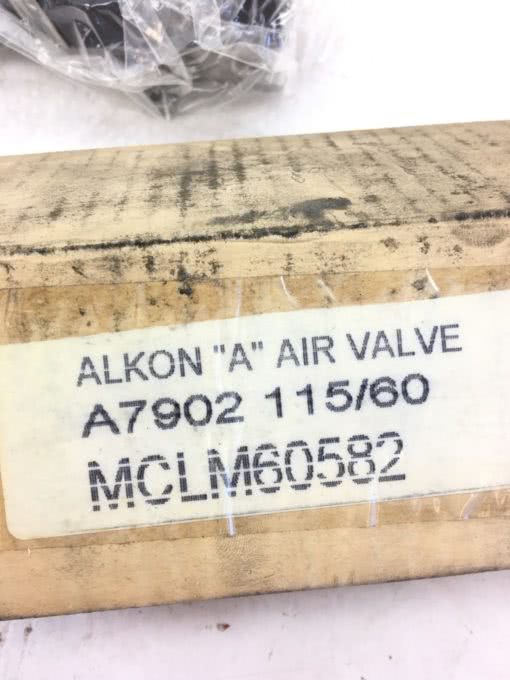 ALKON "A" AIR VALVE
A7902 115/60
MCLM60582